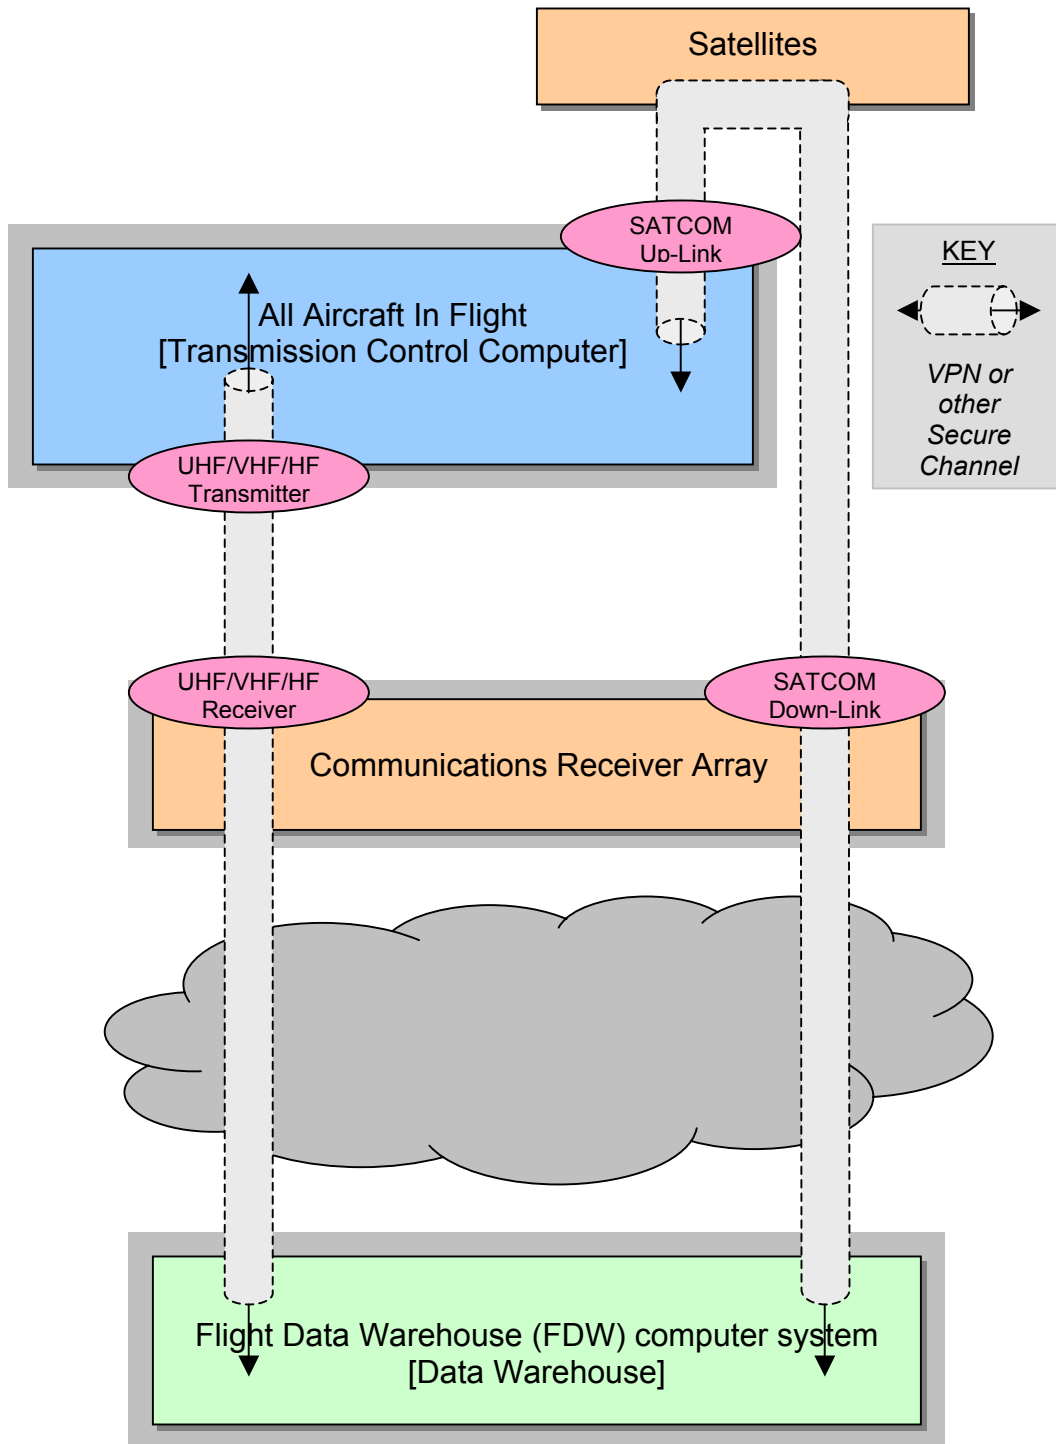 Satellites
SATCOM
Up-Link
KEY
VPN or
other
Secure
Channel
All Aircraft In Flight
[Transmission Control Computer]
UHF/VHF/HF
Transmitter
UHF/VHF/HF
Receiver
SATCOM
Down-Link
Communications Receiver Array
Flight Data Warehouse (FDW) computer system
[Data Warehouse]